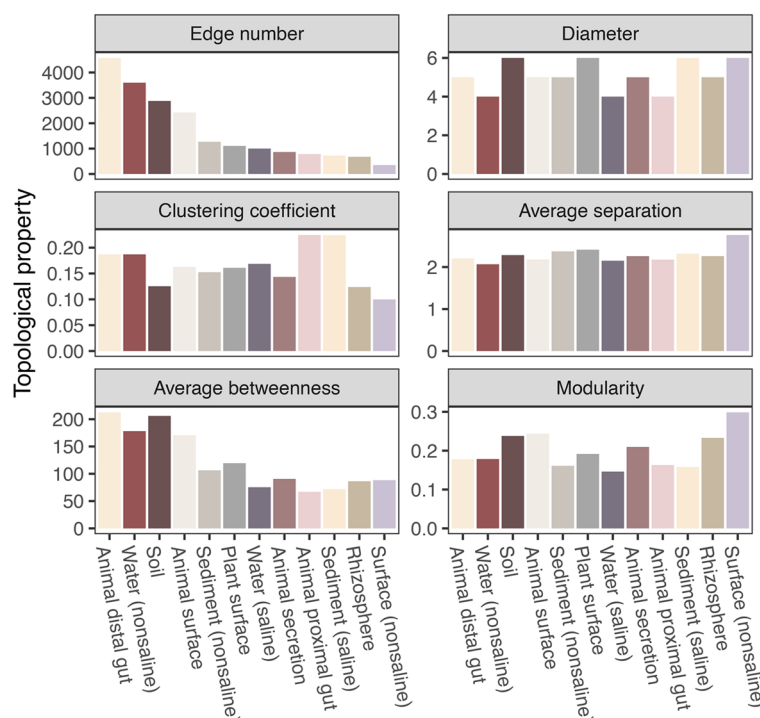 Topological property
Edge number
4000
3000
2000
1000
0
Diameter
6
4
2
0
Clustering coefficient
0.20
0.15
0.10
0.05
0.00
Average separation
2
1
0
Average betweenness
200
150
100
50
0
Modularity
0.3
0.2
0.1
0.0
Animal distal gut
Water (nonsaline)
Soil
Animal surface
Sediment (nonsaline)
Plant surface
Water (saline)
Animal secretion
Animal proximal gut
Sediment (saline)
Rhizosphere
Surface (nonsaline)
Animal distal gut
Water (nonsaline)
Soil
Animal surface
Sediment (nonsaline)
Plant surface
Water (saline)
Animal secretion
Animal proximal gut
Sediment (saline)
Rhizosphere
Surface (nonsaline)